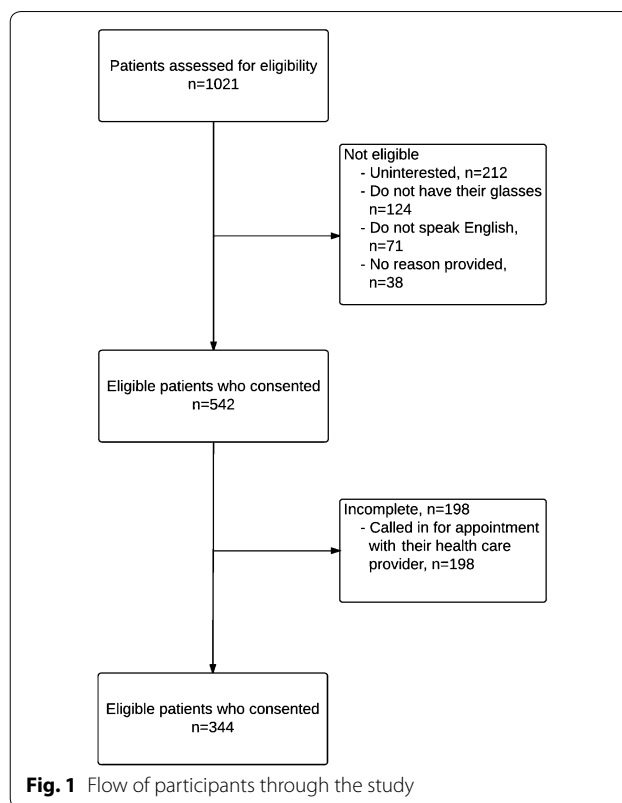 Patients assessed for eligibility
n=1021
Not eligible
- Uninterested, n=212
- Do not have their glasses
n=124
- Do not speak English,
n=71
- No reason provided,
n=38
Eligible patients who consented
n=542
Incomplete, n=198
- Called in for appointment
with their health care
provider, n=198
Eligible patients who consented
n=344
Fig. 1 Flow of participants through the study